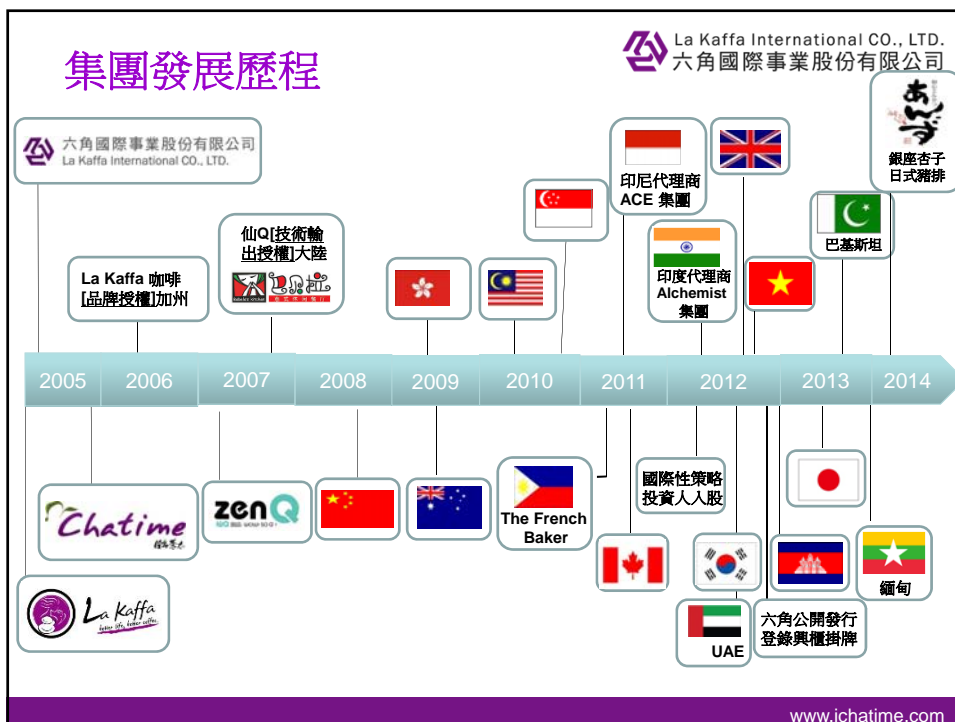 集團發展歷程
La Kaffa International CO., LTD.
六角國際事業股份有限公司
六角國際事業股份有限公司
La Kaffa International CO., LTD.
La Kaffa 咖啡
[品牌授權]加州
仙Q[技術輸
出授權]大陸
印尼代理商
ACE 集團
印度代理商
Alchemist
集團
巴基斯坦
あんず
銀座杏子
日式豬排
2005
2006
2007
2008
2009
2010
2011
2012
2013
2014
Chatime
La Kaffa
better life, better coffee.
zenQ
The French
Baker
國際性策略
投資人入股
UAE
六角公開發行
登錄興櫃掛牌
緬甸
www.ichatime.com